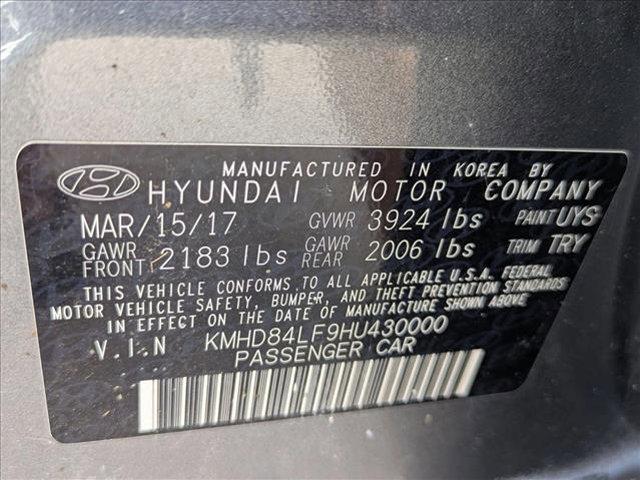 MANUFACTURED IN KOREA BY
HYUNDAI MOTOR COMPANY
MAR/15/17 GVWR 3924 lbs PAINT UYS
GAWR FRONT 2183 lbs GAWR REAR 2006 lbs TRIM TRY
THIS VEHICLE CONFORMS TO ALL APPLICABLE U.S.A. FEDERAL
MOTOR VEHICLE SAFETY, BUMPER, AND THEFT PREVENTION STANDARDS
IN EFFECT ON THE DATE OF MANUFACTURE SHOWN ABOVE
V.I.N KMHD84LF9HU430000
PASSENGER CAR